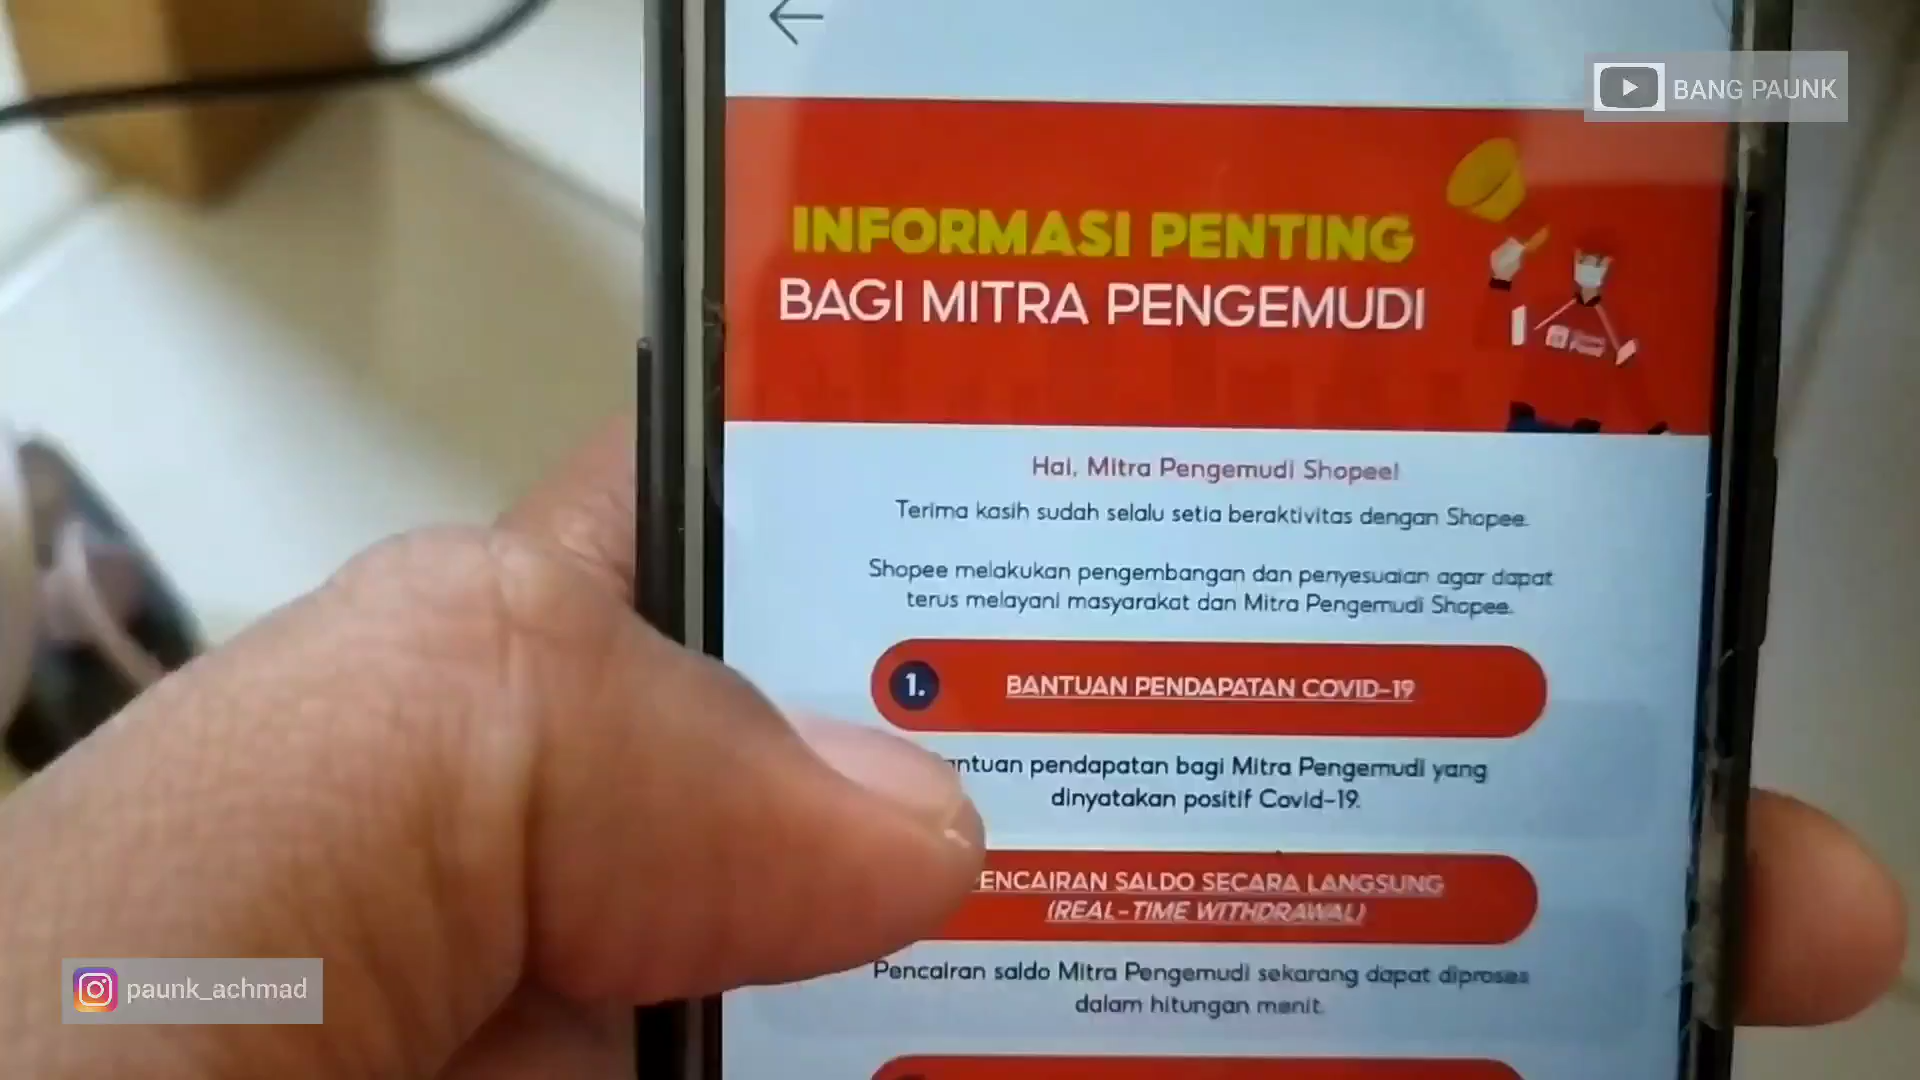 BANG PAUNK
INFORMASI PENTING
BAGI MITRA PENGEMUDI
Hai, Mitra Pengemudi Shopee!
Terima kasih sudah selalu setia beraktivitas dengan Shopee.
Shopee melakukan pengembangan dan penyesuaian agar dapat
terus melayani masyarakat dan Mitra Pengemudi Shopee.
1. BANTUAN PENDAPATAN COVID-19
ntuan pendapatan bagi Mitra Pengemudi yang
dinyatakan positif Covid-19.
ENCAIRAN SALDO SECARA LANGSUNG
(REAL-TIME WITHDRAWAL)
Pencairan saldo Mitra Pengemudi sekarang dapat diproses
dalam hitungan menit.
paunk_achmad